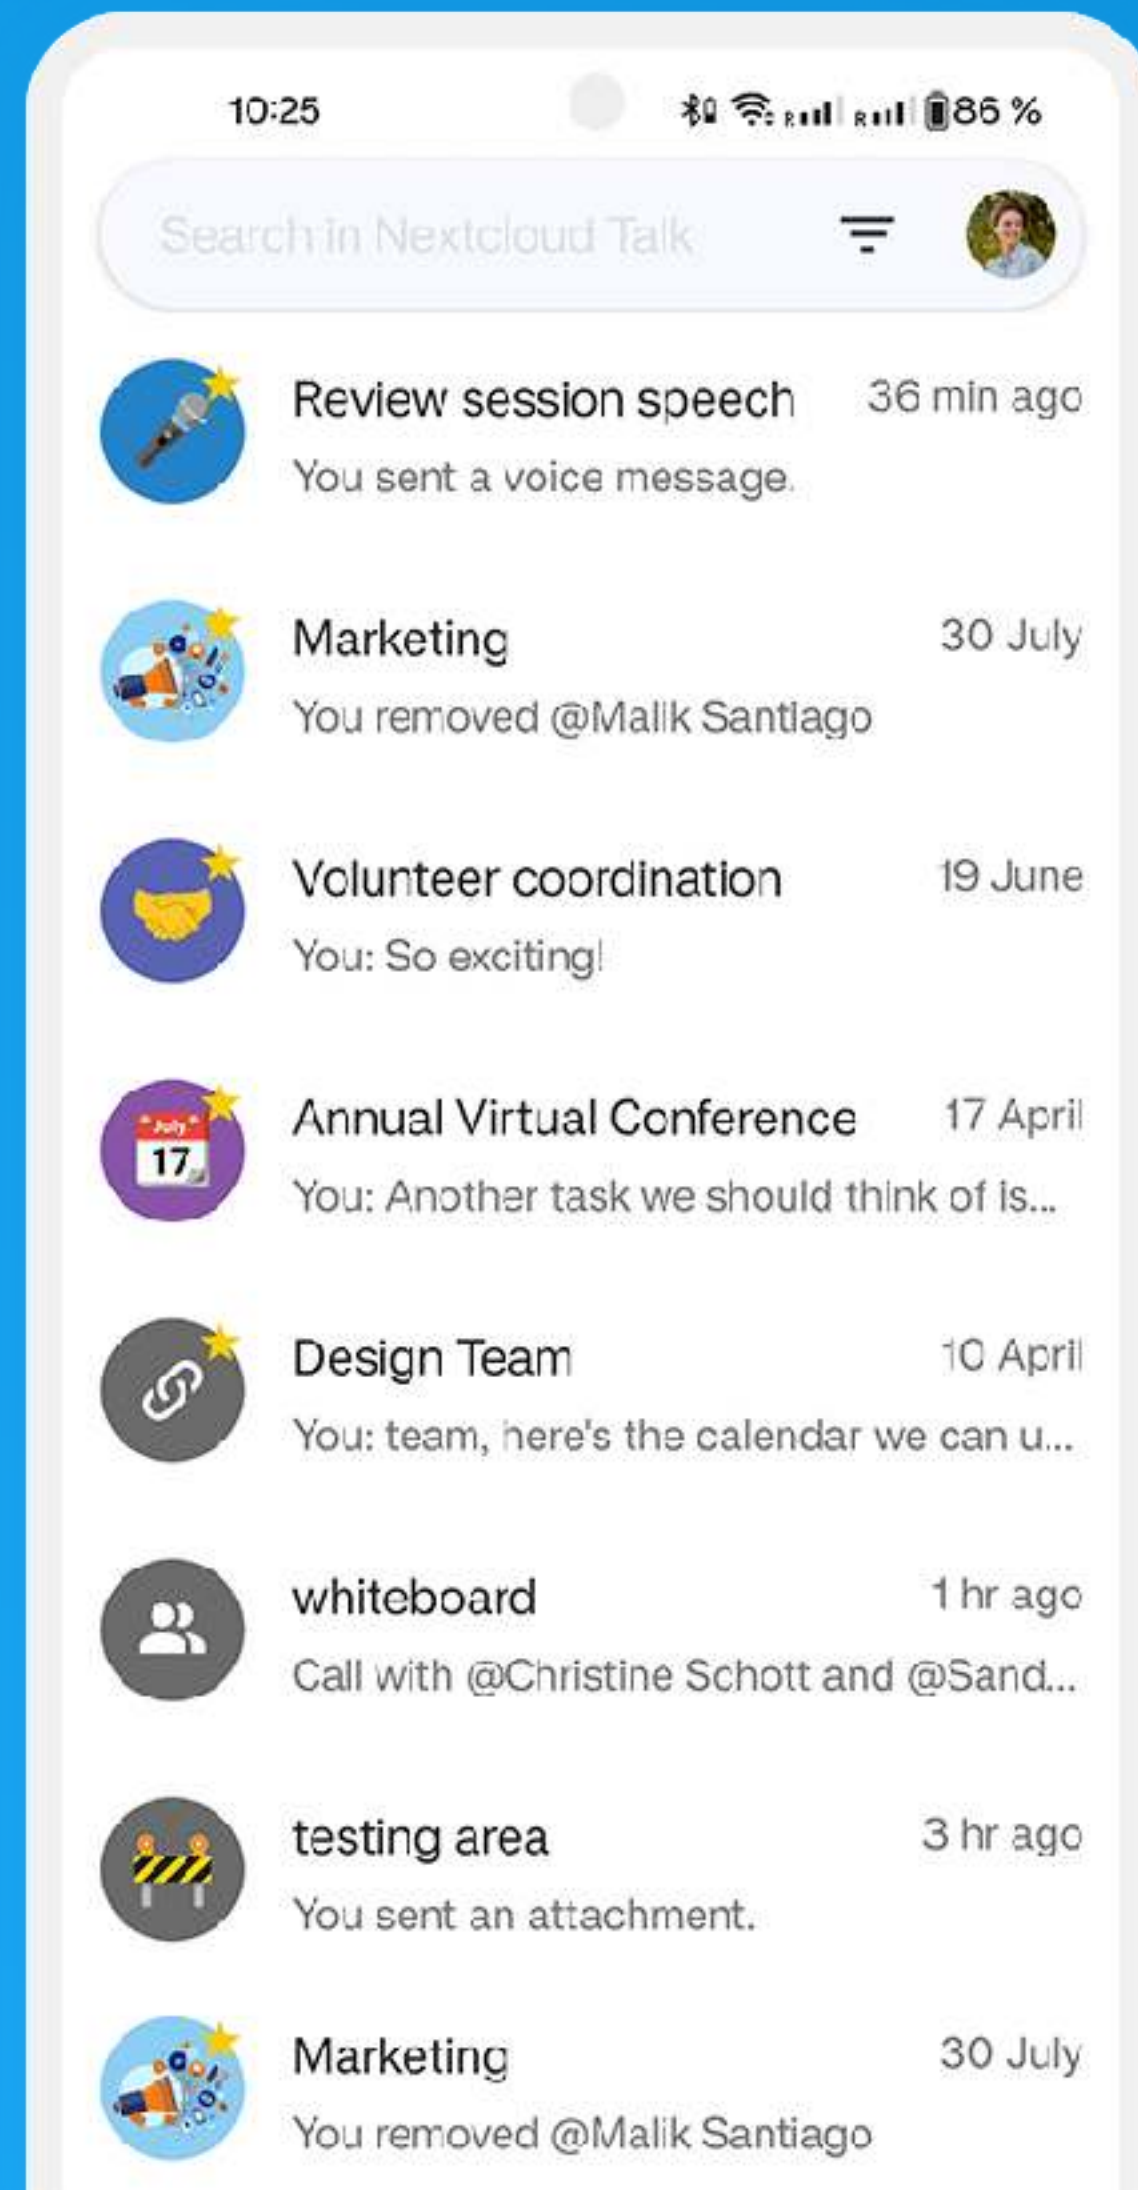 10:25
86 %
Search in Nextcloud Talk
Review session speech 36 min ago
You sent a voice message.
Marketing 30 July
You removed @Malik Santiago
Volunteer coordination 19 June
You: So exciting!
July
17
Annual Virtual Conference 17 April
You: Another task we should think of is...
Design Team 10 April
You: team, here's the calendar we can u...
whiteboard 1 hr ago
Call with @Christine Schott and @Sand...
testing area 3 hr ago
You sent an attachment.
Marketing 30 July
You removed @Malik Santiago